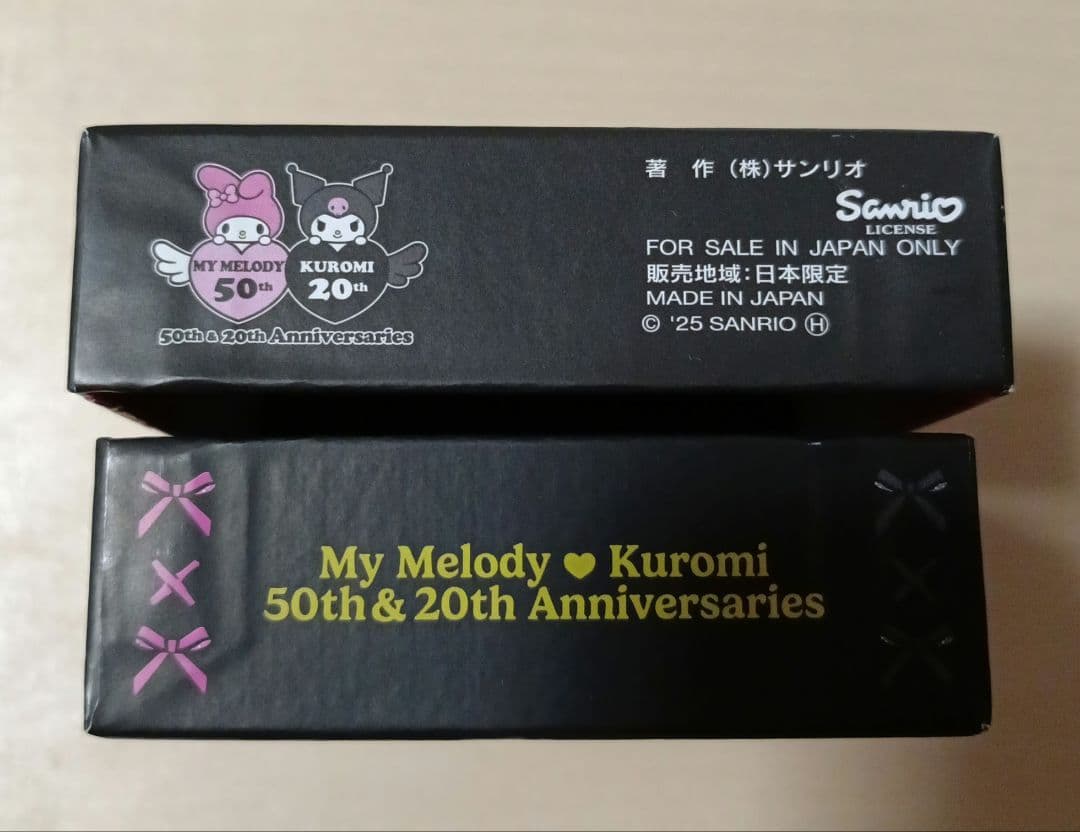 MY MELODY
50th
KUROMI
20th
50th & 20th Anniversaries
著 作 (株)サンリオ
Sanrio
LICENSE
FOR SALE IN JAPAN ONLY
販売地域:日本限定
MADE IN JAPAN
© '25 SANRIO Ⓗ
My Melody ♥ Kuromi
50th & 20th Anniversaries